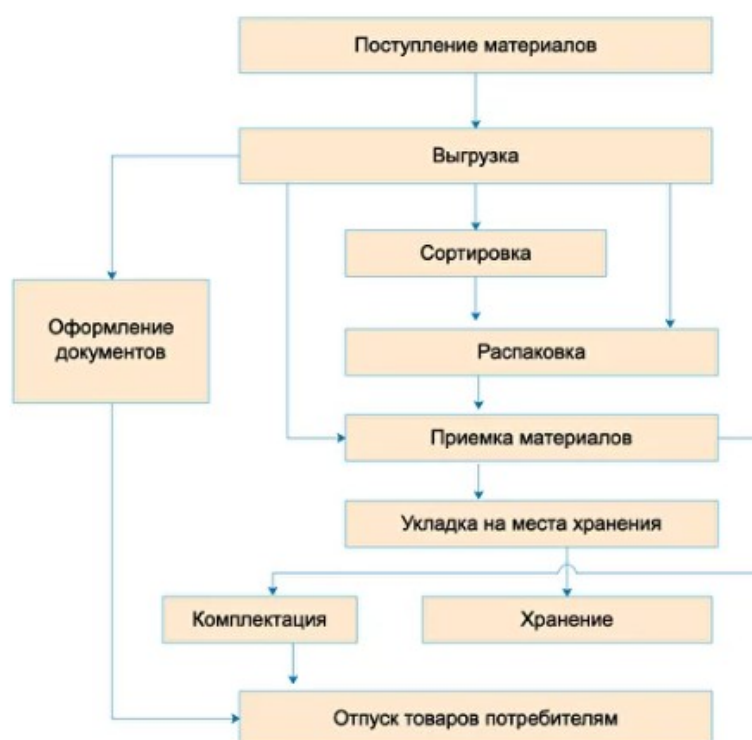 Поступление материалов
Выгрузка
Сортировка
Оформление
документов
Распаковка
Приемка материалов
Укладка на места хранения
Комплектация
Хранение
Отпуск товаров потребителям